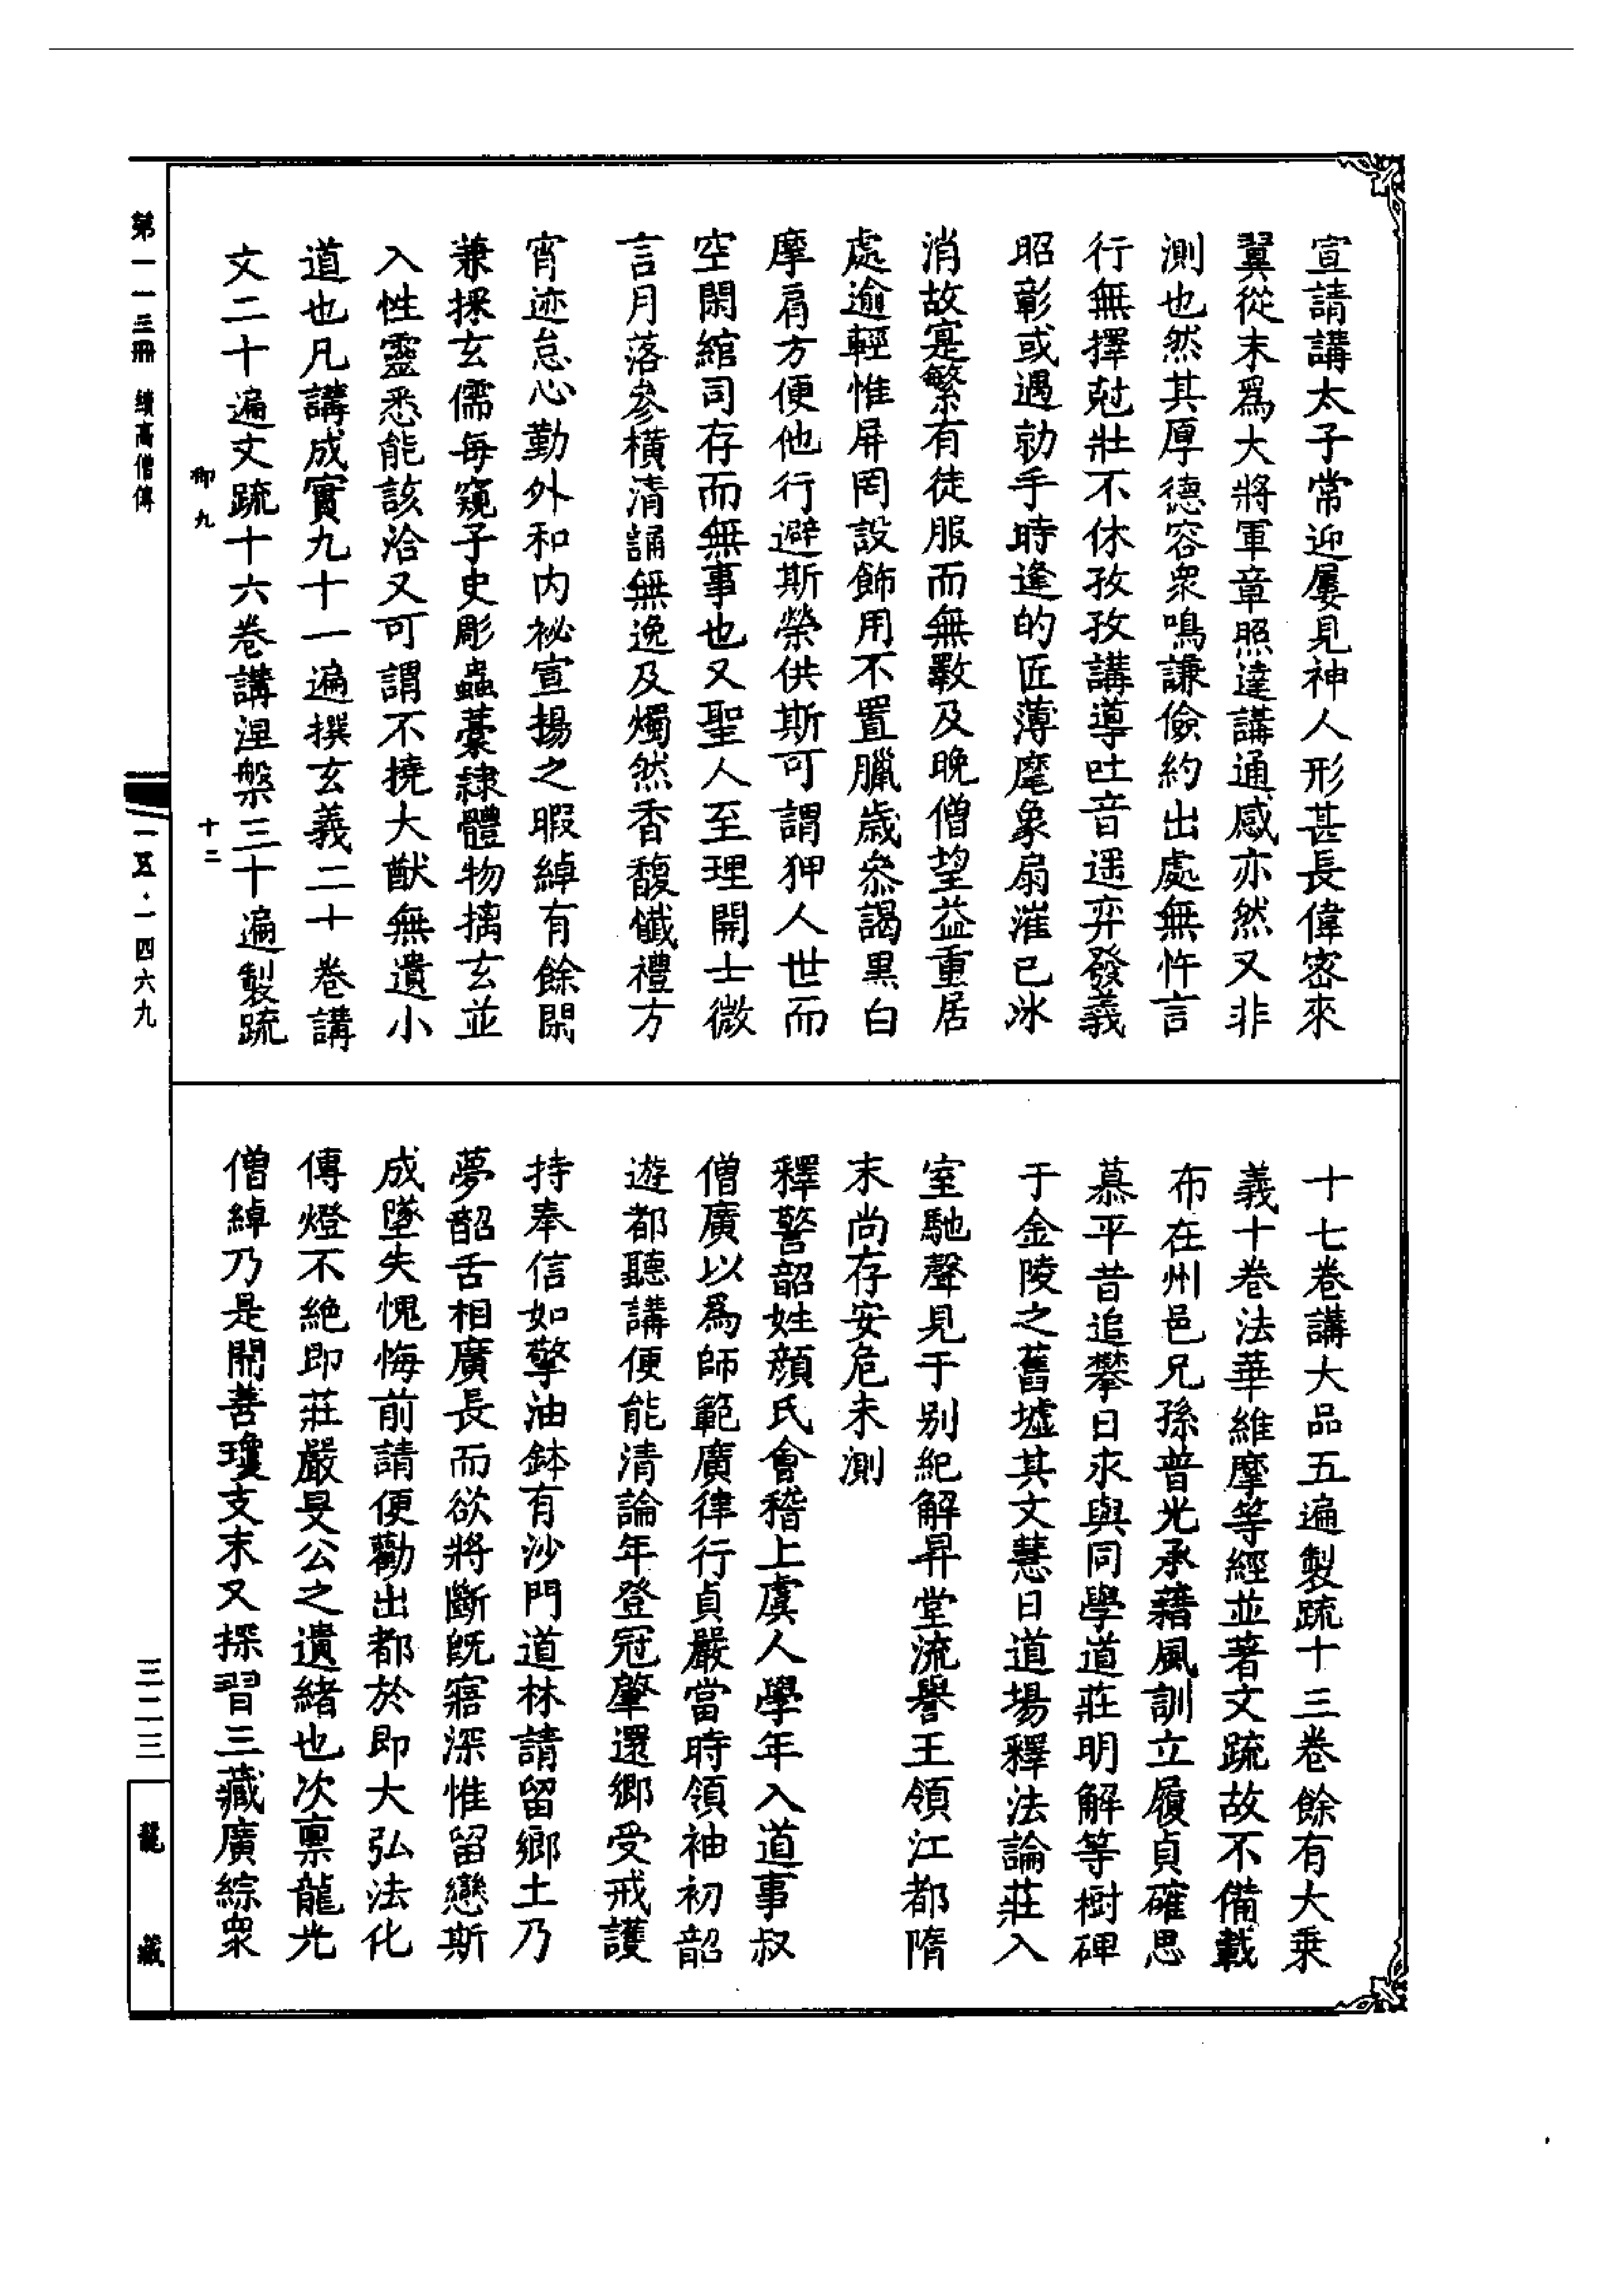 宣請講太子常迎屢見神人形甚長偉密來
翼從末爲大將軍章照達講通感亦然又非
測也然其厚德容衆鳴謙儉約出處無忤言
行無擇尅壯不休孜孜講導吐音遥弈發義
昭彰或遇勍手時逢的匠薄麾象扇漼已冰
消故寔繁有徒服而無斁及晚僧望益重居
處逾輕惟屏罔設飾用不置臘歳叅謁黒白
摩肩方便他行避斯榮供斯可謂狎人世而
空閑綰司存而無事也又聖人至理開士微
言月落參橫清誦無逸及燭然香馥懺禮方
宵迹怠心勤外和内祕宣揚之暇綽有餘閑
兼採玄儒每窺子史彫蟲藁隷體物摛玄並
入性靈悉能該洽又可謂不撓大猷無遺小
道也凡講成實九十一遍撰玄義二十卷講
文二十遍文䟽十六卷講涅槃三十遍製䟽
十七卷講大品五遍製䟽十三卷餘有大乗
義十卷法華維摩等經並著文䟽故不備載
布在州邑兄孫普光承藉風訓立履貞確思
慕平昔追攀日永與同學道莊明解等樹碑
于金陵之舊墟其文慧日道場釋法論莊入
室馳聲見于别紀解昇堂流譽王領江都隋
末尚存安危未測
釋警韶姓顔氏會稽上虞人學年入道事叔
僧廣以爲師範廣律行貞嚴當時領袖初韶
遊都聽講便能清論年登冠肇還鄉受戒護
持奉信如擎油鉢有沙門道林請留鄉土乃
夢韶舌相廣長而欲將斷旣寤深惟留戀斯
成墜失愧悔前請便勸出都於即大弘法化
傳燈不絶即莊嚴旻公之遺緒也次禀龍光
僧綽乃是開善瓊支末又探習三藏廣綜衆
第一一三冊 續高僧傳
御九
十二
一五·一四六九
三二三
龍藏